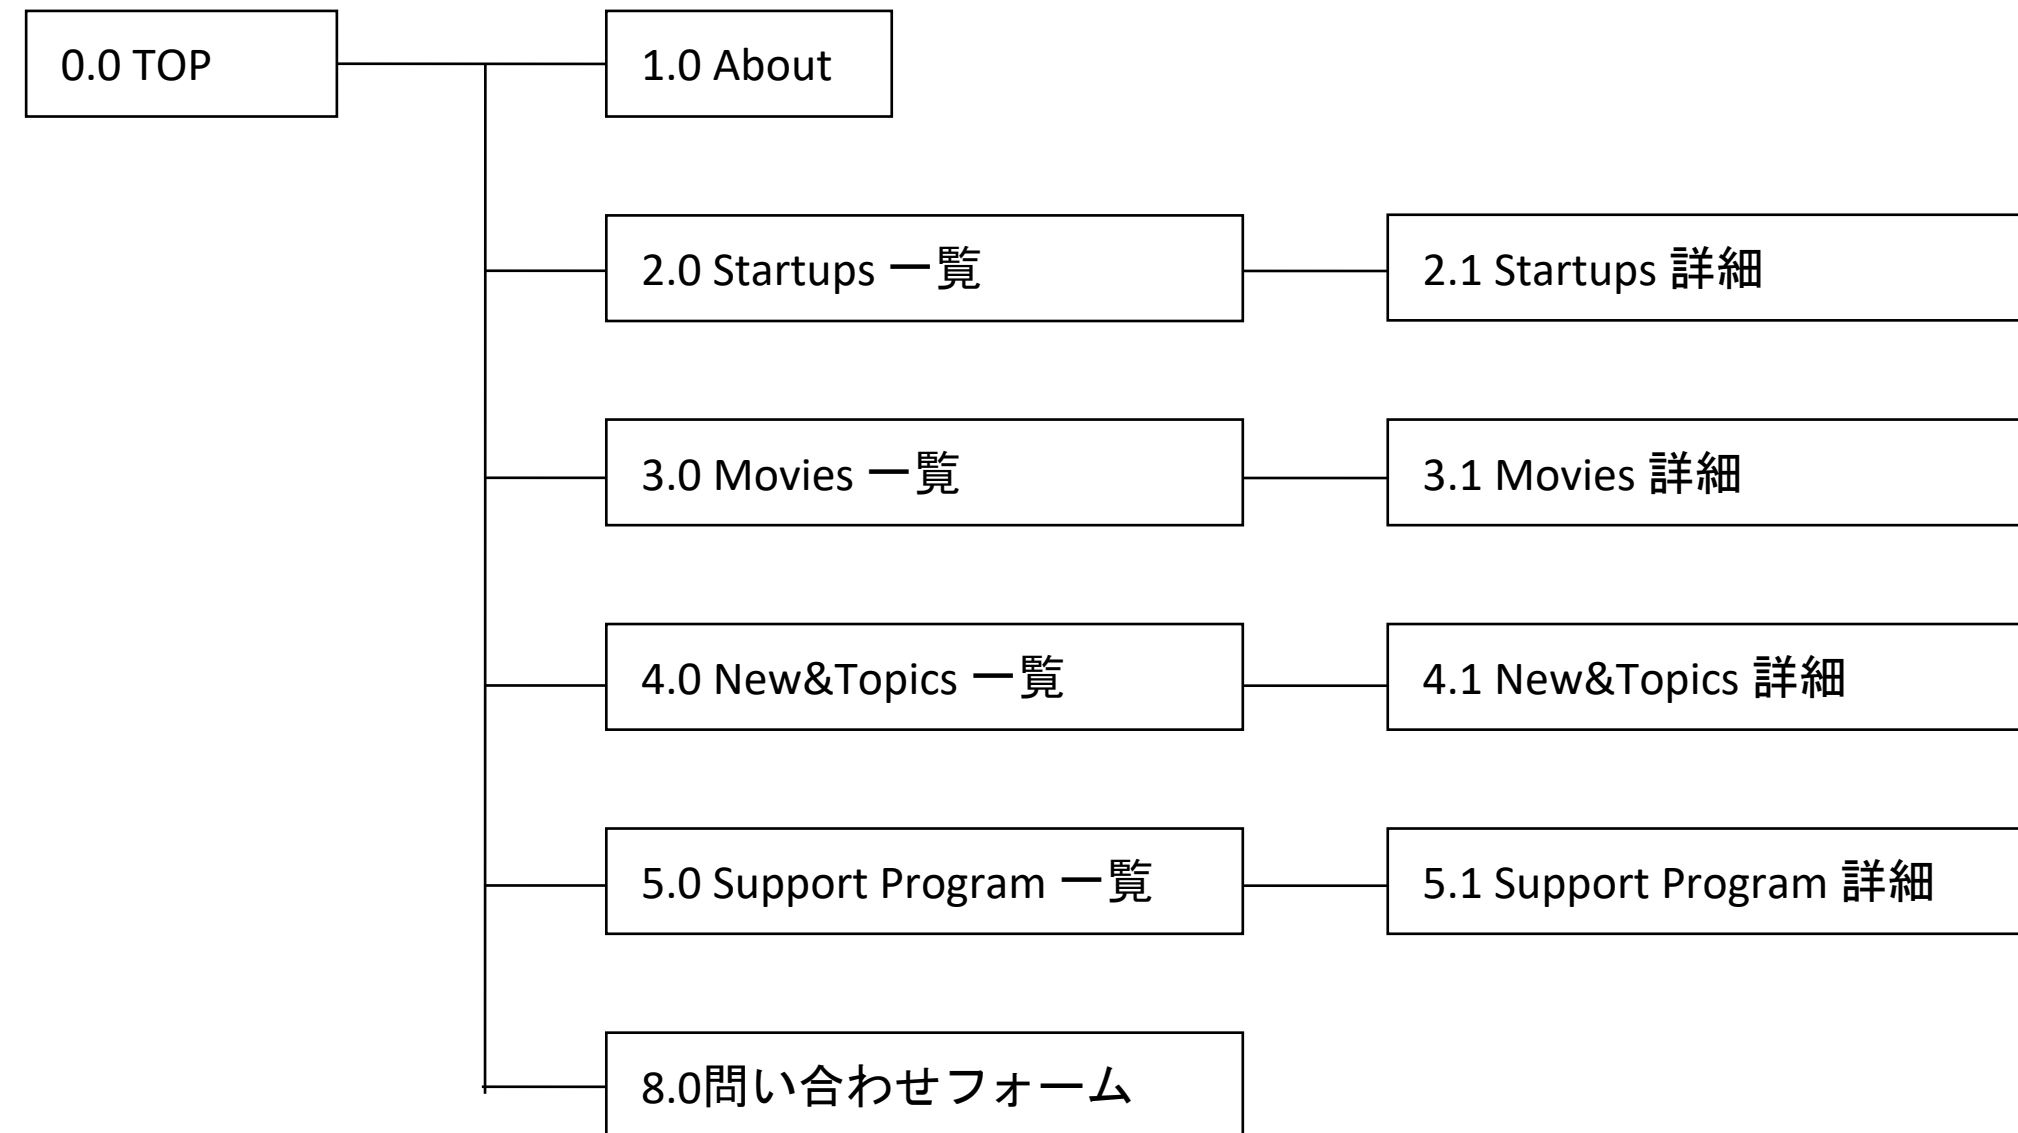 0.0 TOP
1.0 About
2.0 Startups 一覧
2.1 Startups 詳細
3.0 Movies 一覧
3.1 Movies 詳細
4.0 New&Topics 一覧
4.1 New&Topics 詳細
5.0 Support Program 一覧
5.1 Support Program 詳細
8.0問い合わせフォーム